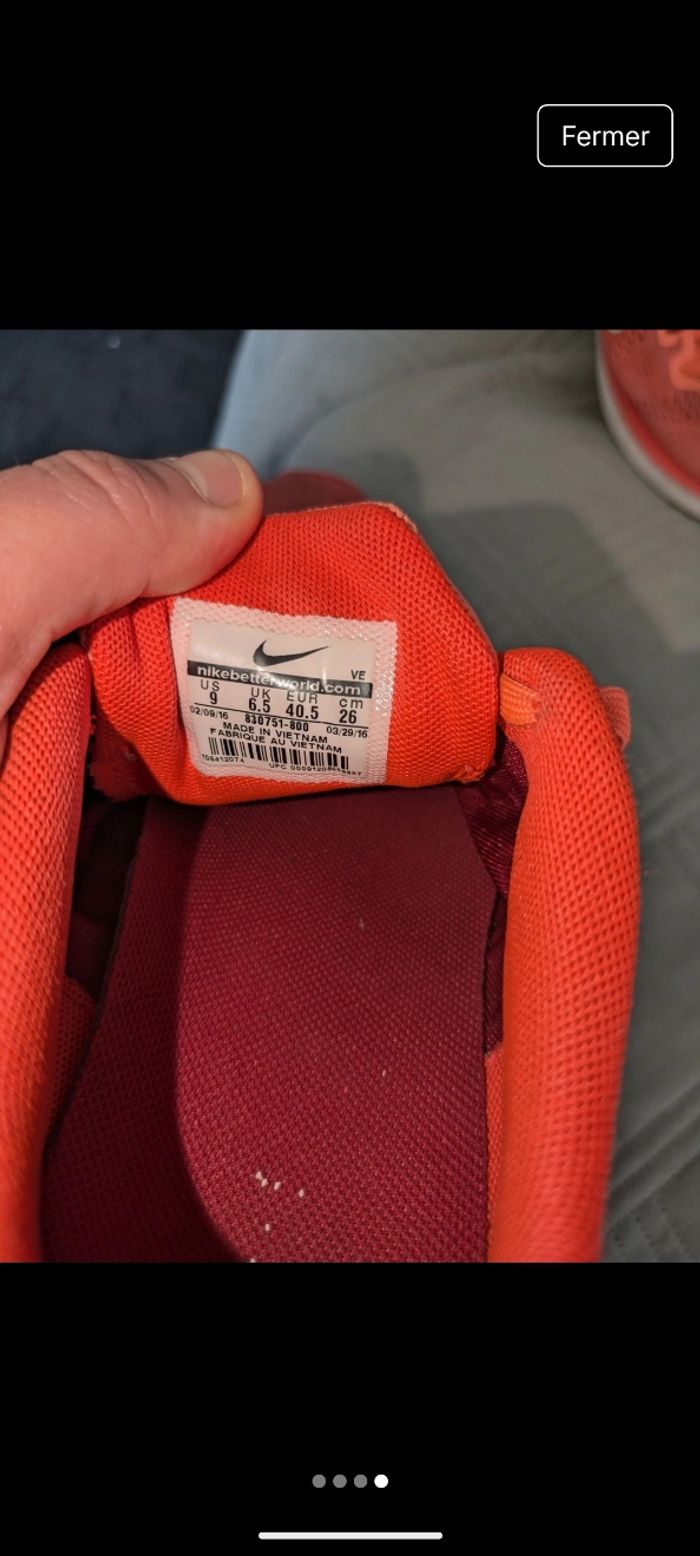 Fermer
VE
nikebetterworld.com
US UK EUR cm
9 6.5 40.5 26
02/09/16 830751-800 03/29/16
MADE IN VIETNAM
FABRIQUE AU VIETNAM
UPC